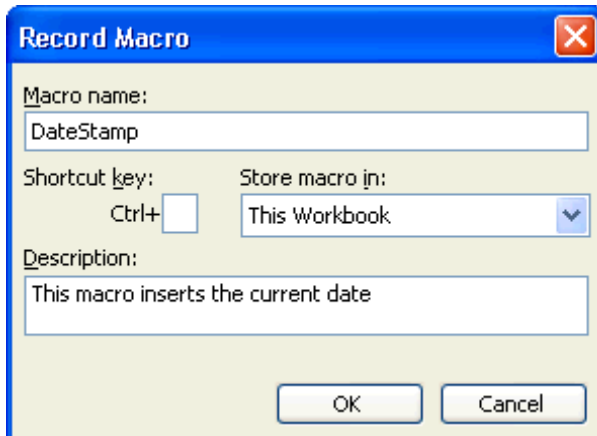 Record Macro
Macro name:
DateStamp
Shortcut key: Store macro in:
Ctrl+ This Workbook
Description:
This macro inserts the current date
OK Cancel